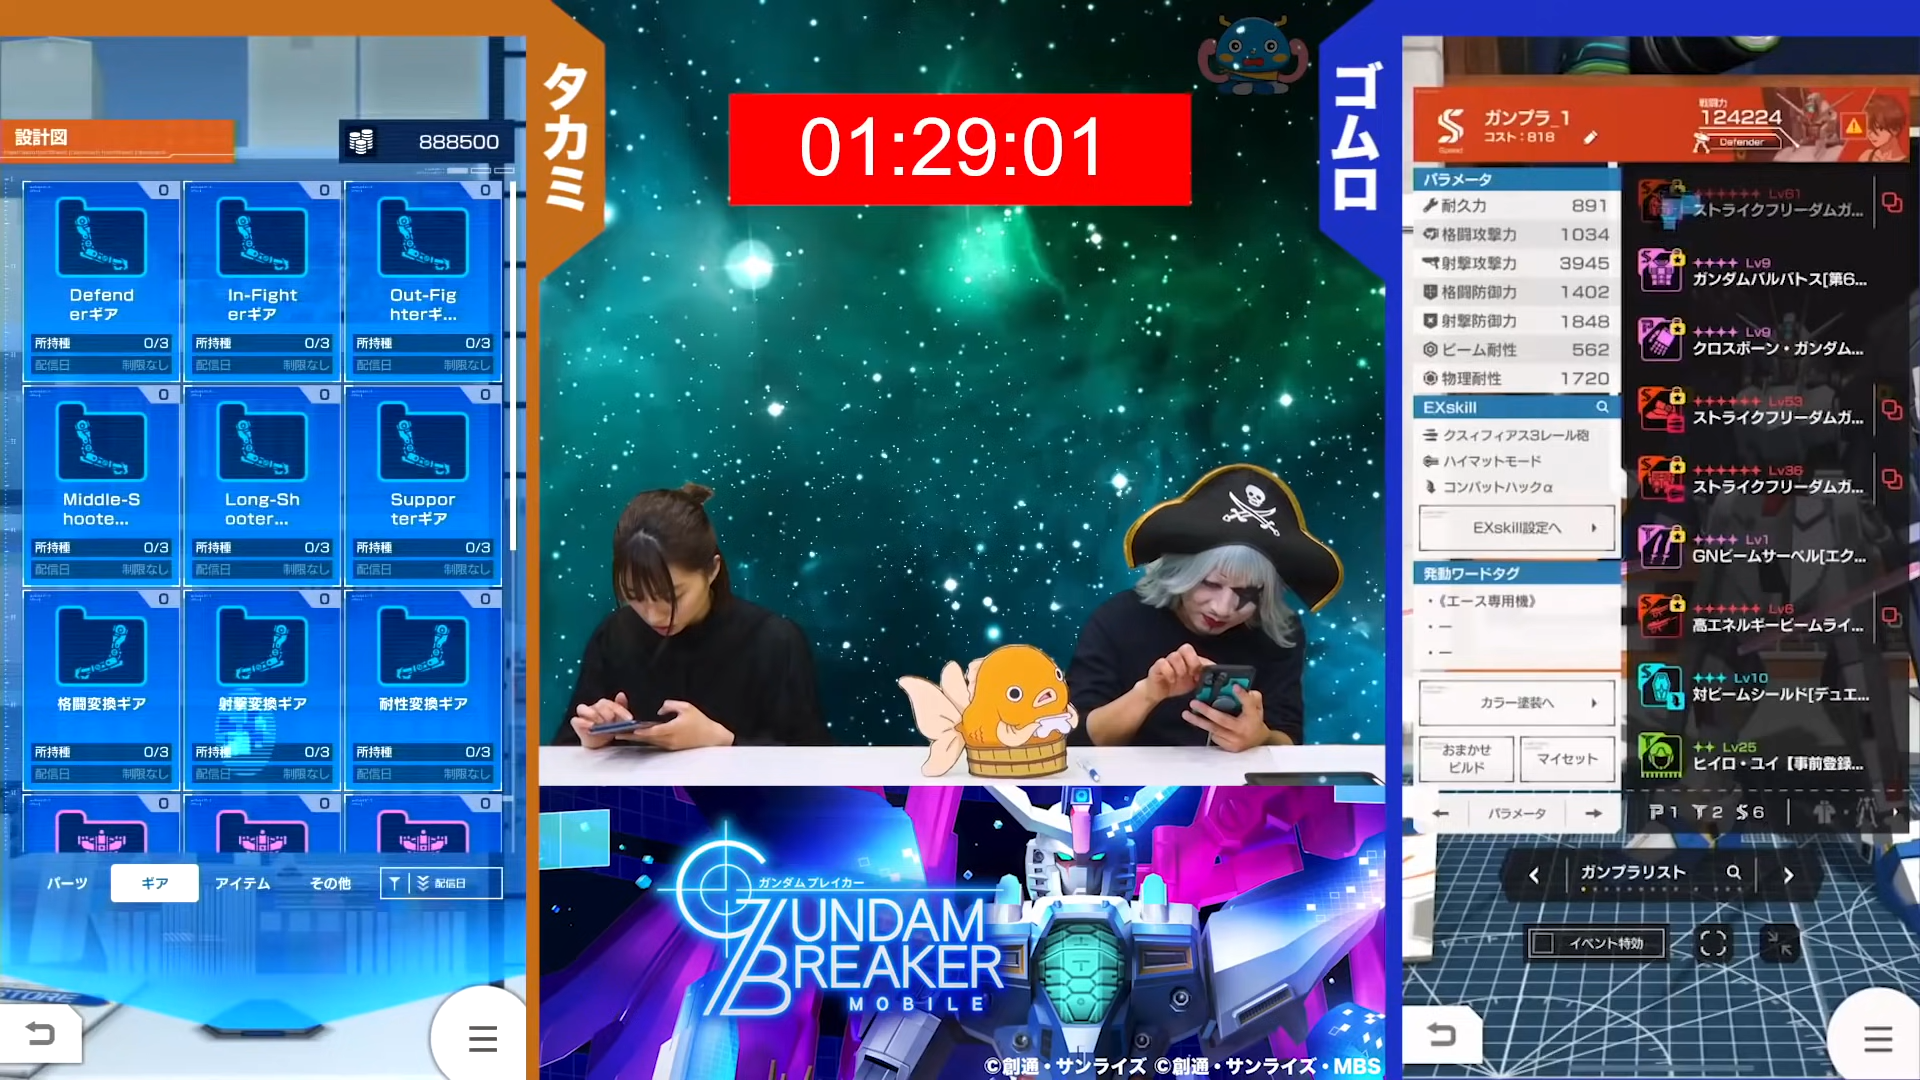 設計図
888500
0
0
0
Defend
erギア
In-Fight
erギア
Out-Fig
hterギ...
所持種 0/3
所持種 0/3
所持種 0/3
配信日 制限なし
配信日 制限なし
配信日 制限なし
0
0
0
Middle-S
hoote...
Long-Sh
ooter...
Suppor
terギア
所持種 0/3
所持種 0/3
所持種 0/3
配信日 制限なし
配信日 制限なし
配信日 制限なし
0
0
0
格闘変換ギア
射撃変換ギア
耐性変換ギア
所持種 0/3
所持種 0/3
所持種 0/3
配信日 制限なし
配信日 制限なし
配信日 制限なし
0
0
0
パーツ
ギア
アイテム
その他
配信日
タカミ
01:29:01
ゴムロ
ガンダムブレイカー
GUNDAM
BREAKER
MOBILE
©創通・サンライズ ©創通・サンライズ・MBS
S
Speed
ガンプラ_1
コスト:818
戦闘力
124224
Defender
パラメータ
耐久力 891
格闘攻撃力 1034
射撃攻撃力 3945
格闘防御力 1402
射撃防御力 1848
ビーム耐性 562
物理耐性 1720
EXskill
クスィフィアス3レール砲
ハイマットモード
コンバットハックα
EXskill設定へ
発動ワードタグ
・《エース専用機》
・―
・―
カラー塗装へ
おまかせ
ビルド
マイセット
パラメータ
Lv61
ストライクフリーダムガ...
Lv9
ガンダムバルバトス[第6...
Lv9
クロスボーン・ガンダム...
Lv53
ストライクフリーダムガ...
Lv36
ストライクフリーダムガ...
Lv1
GNビームサーベル[エク...
Lv6
高エネルギービームライ...
Lv10
対ビームシールド[デュエ...
Lv25
ヒイロ・ユイ【事前登録...
P1 T2 S6
ガンプラリスト
イベント特効